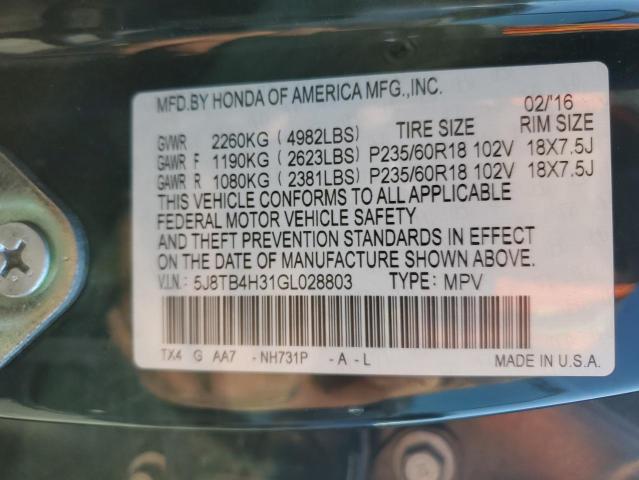 MFD.BY HONDA OF AMERICA MFG.,INC. 02/'16
GVWR 2260KG (4982LBS) TIRE SIZE RIM SIZE
GAWR F 1190KG (2623LBS) P235/60R18 102V 18X7.5J
GAWR R 1080KG (2381LBS) P235/60R18 102V 18X7.5J
THIS VEHICLE CONFORMS TO ALL APPLICABLE
FEDERAL MOTOR VEHICLE SAFETY
AND THEFT PREVENTION STANDARDS IN EFFECT
ON THE DATE OF MANUFACTURE SHOWN ABOVE.
V.I.N.: 5J8TB4H31GL028803 TYPE: MPV
TX4 G AA7 - NH731P - A - L MADE IN U.S.A.